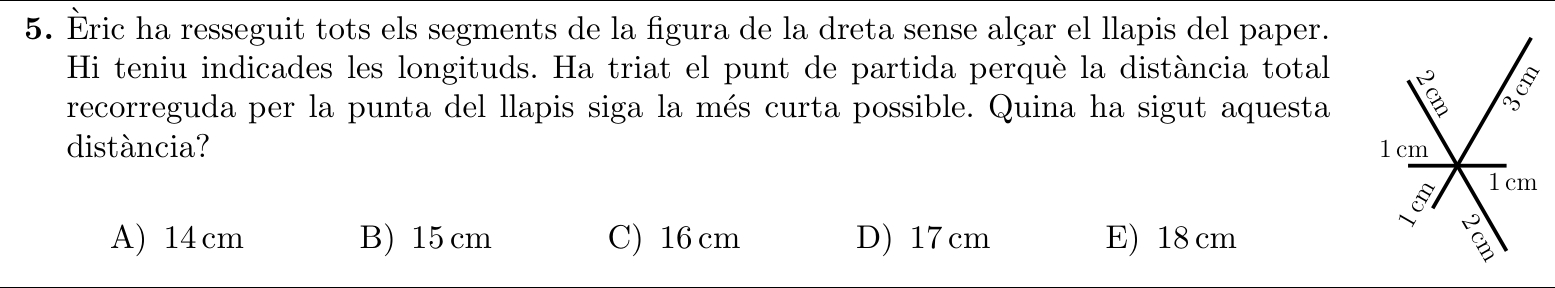 5. Èric ha resseguit tots els segments de la figura de la dreta sense alçar el llapis del paper.
Hi teniu indicades les longituds. Ha triat el punt de partida perquè la distància total
recorreguda per la punta del llapis siga la més curta possible. Quina ha sigut aquesta
distància?
2 cm
3 cm
1 cm
1 cm
1 cm
2 cm
A) 14 cm B) 15 cm C) 16 cm D) 17 cm E) 18 cm